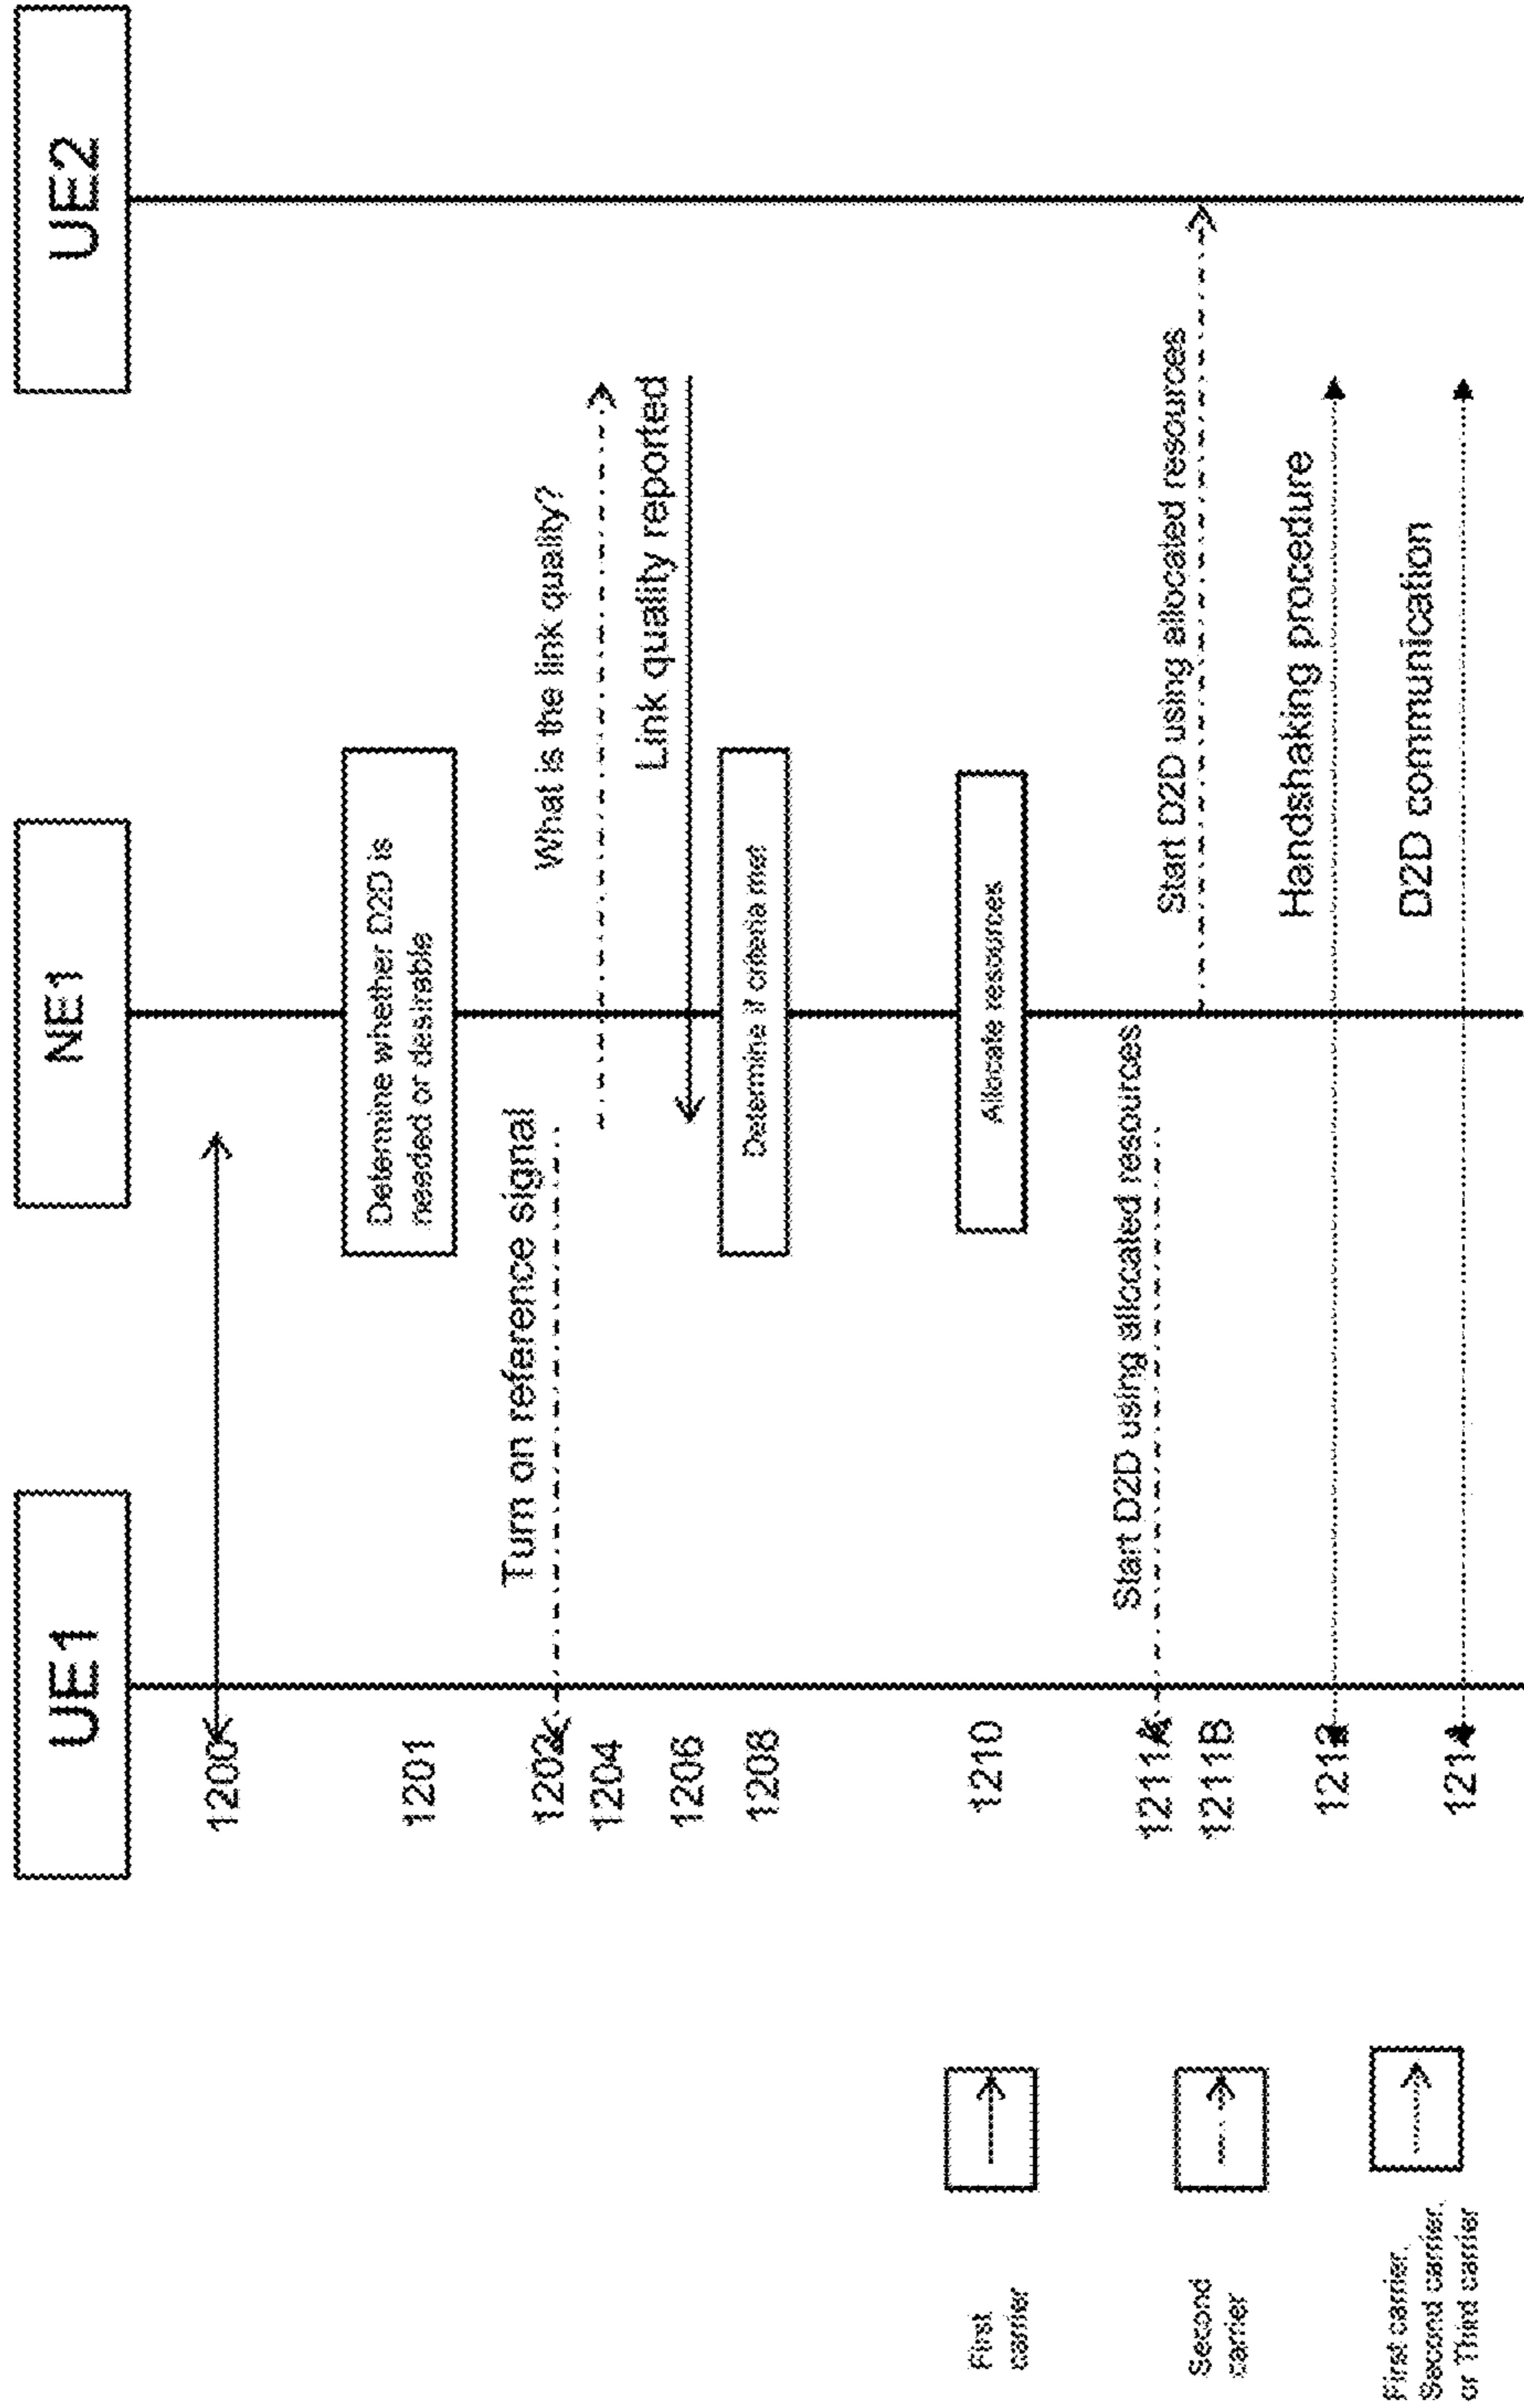 UE1
NE1
UE2
1200
1201
Determine whether D2D is
needed or desirable
1202
Turn on reference signal
1204
What is the link quality?
1206
Link quality reported
1208
Determine if criteria met
1210
Allocate resources
1211A
Start D2D using allocated resources
1211B
Start D2D using allocated resources
1212
Handshaking procedure
1214
D2D communication
First
carrier
Second
carrier
First carrier,
Second carrier,
or Third carrier